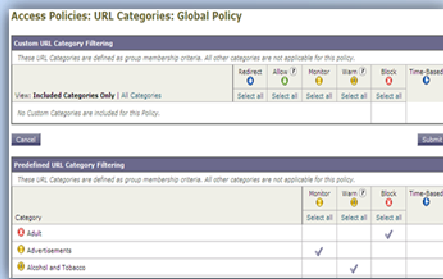 Access Policies: URL Categories: Global Policy
Custom URL Category Filtering
These URL Categories are defined as group membership criteria. All other categories are not applicable for this policy.
Redirect Allow Monitor Warn Block Time-Based
View: Included Categories Only | All Categories
Select all Select all Select all Select all Select all
No Custom Categories are included for this Policy.
Cancel Submit
Predefined URL Category Filtering
These URL Categories are defined as group membership criteria. All other categories are not applicable for this policy.
Monitor Warn Block Time-Based
Category Select all Select all Select all
Adult
Advertisements
Alcohol and Tobacco